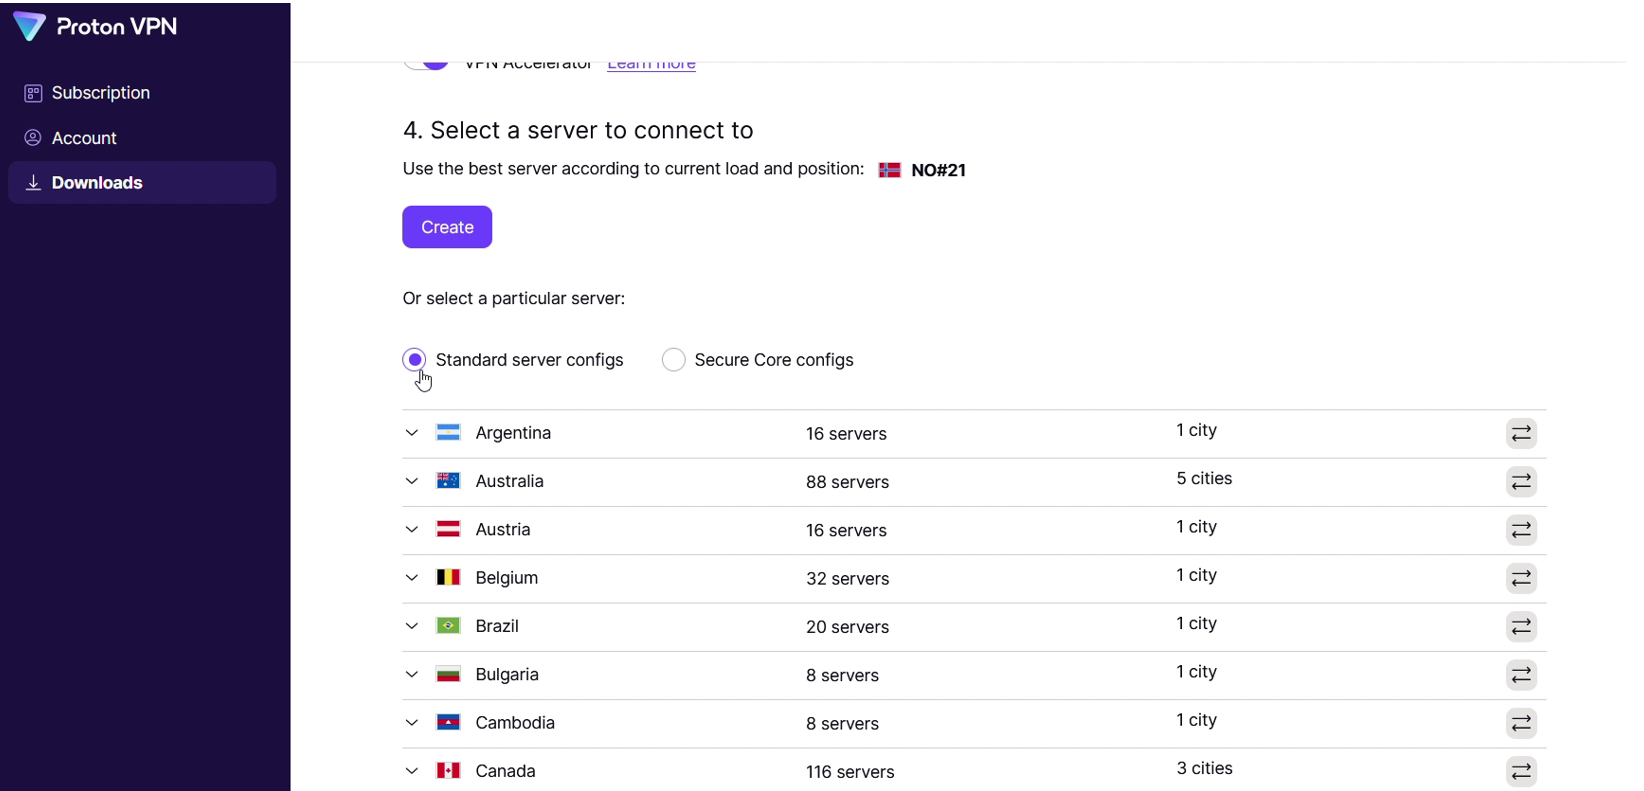 Proton VPN
Subscription
Account
Downloads
VPN Accelerator Learn more
4. Select a server to connect to
Use the best server according to current load and position: NO#21
Create
Or select a particular server:
Standard server configs Secure Core configs
Argentina 16 servers 1 city
Australia 88 servers 5 cities
Austria 16 servers 1 city
Belgium 32 servers 1 city
Brazil 20 servers 1 city
Bulgaria 8 servers 1 city
Cambodia 8 servers 1 city
Canada 116 servers 3 cities